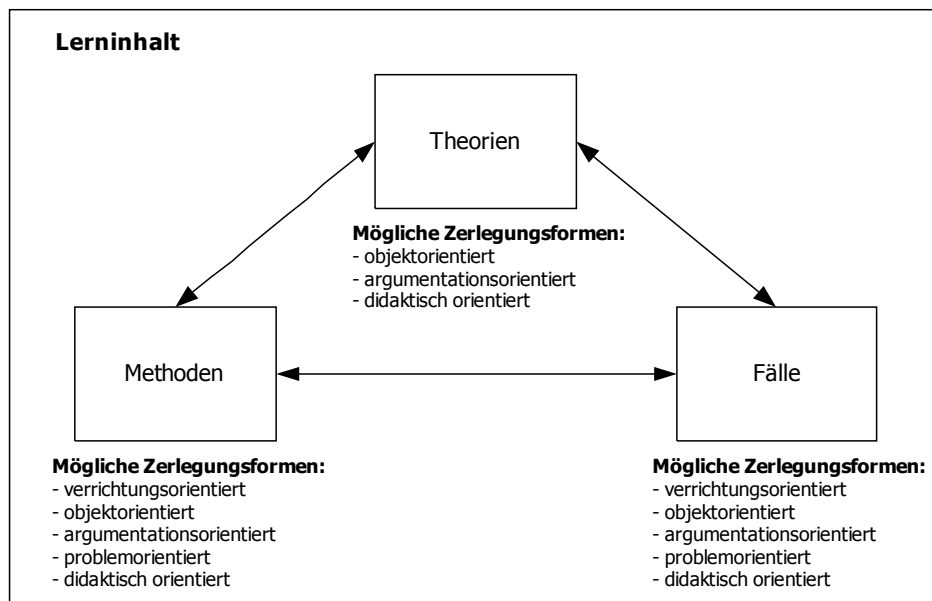 Lerninhalt
Theorien
Mögliche Zerlegungsformen:
- objektorientiert
- argumentationsorientiert
- didaktisch orientiert
Methoden
Fälle
Mögliche Zerlegungsformen:
- verrichtungsorientiert
- objektorientiert
- argumentationsorientiert
- problemorientiert
- didaktisch orientiert
Mögliche Zerlegungsformen:
- verrichtungsorientiert
- objektorientiert
- argumentationsorientiert
- problemorientiert
- didaktisch orientiert